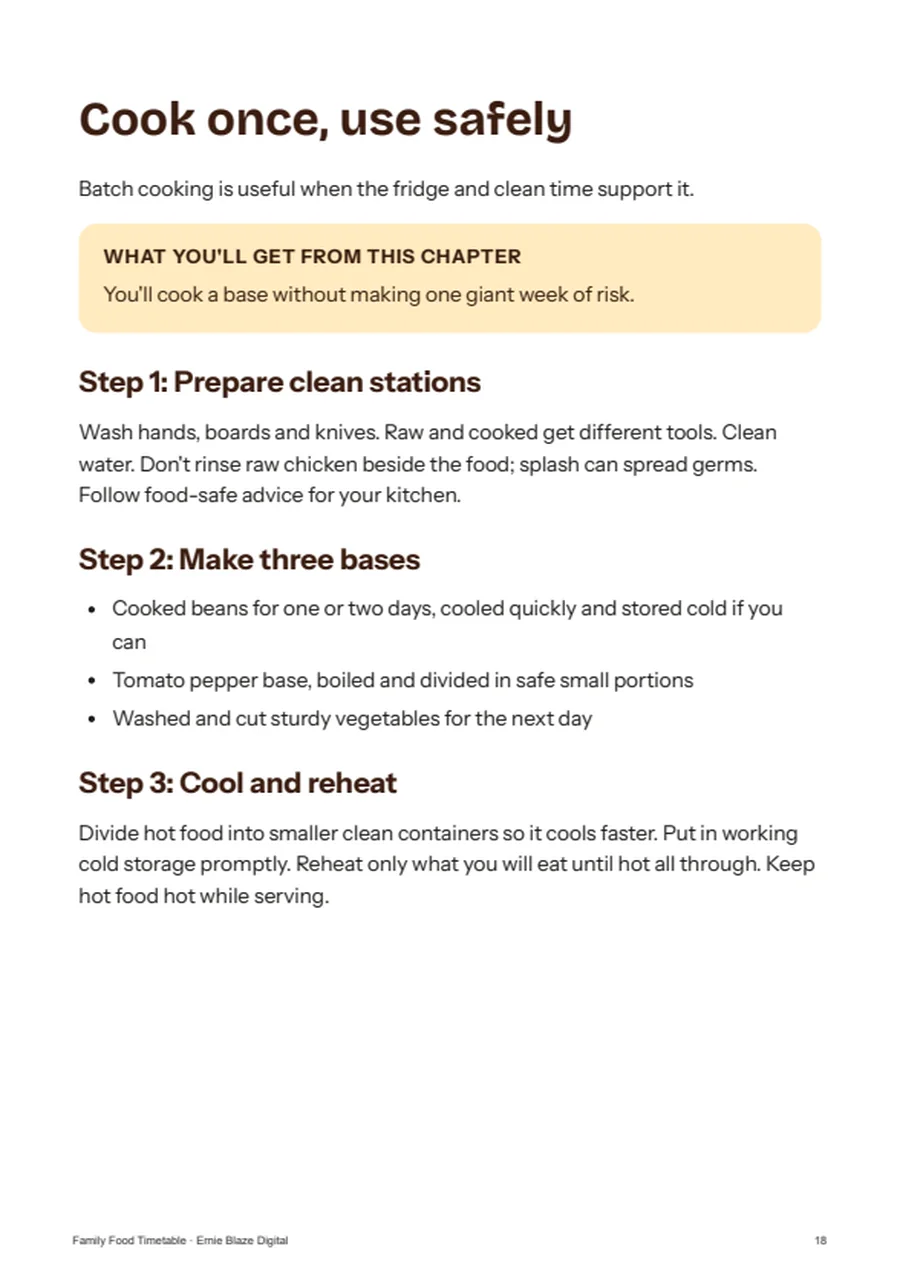 Cook once, use safely
Batch cooking is useful when the fridge and clean time support it.
WHAT YOU'LL GET FROM THIS CHAPTER
You'll cook a base without making one giant week of risk.
Step 1: Prepare clean stations
Wash hands, boards and knives. Raw and cooked get different tools. Clean
water. Don't rinse raw chicken beside the food; splash can spread germs.
Follow food-safe advice for your kitchen.
Step 2: Make three bases
• Cooked beans for one or two days, cooled quickly and stored cold if you
can
• Tomato pepper base, boiled and divided in safe small portions
• Washed and cut sturdy vegetables for the next day
Step 3: Cool and reheat
Divide hot food into smaller clean containers so it cools faster. Put in working
cold storage promptly. Reheat only what you will eat until hot all through. Keep
hot food hot while serving.
Family Food Timetable · Ernie Blaze Digital 18